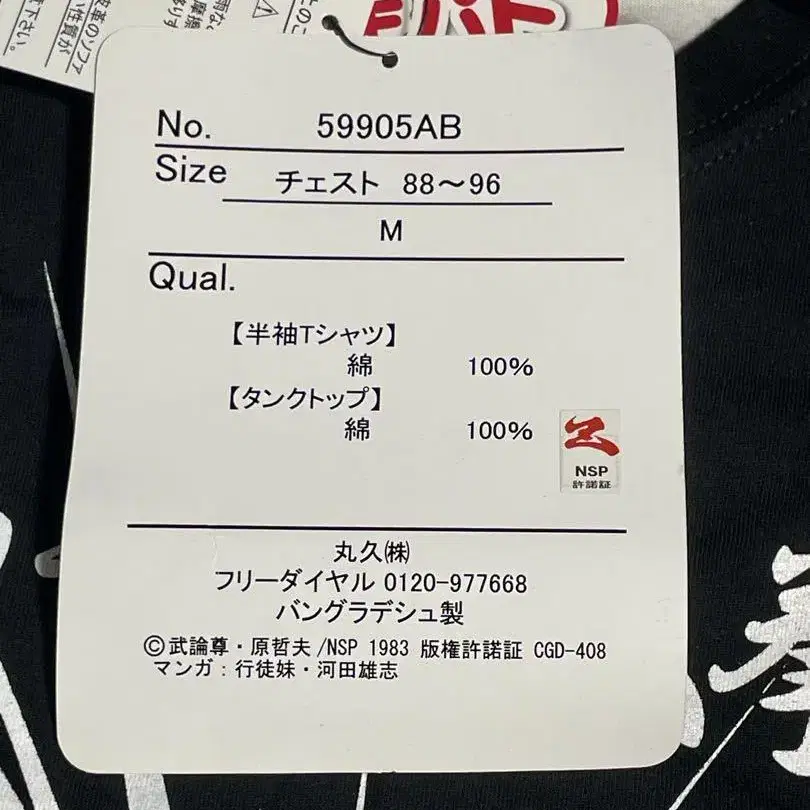 No. 59905AB
Size チェスト 88～96
M
Qual.
【半袖Tシャツ】
綿 100%
【タンクトップ】
綿 100%
NSP
許諾証
丸久㈱
フリーダイヤル 0120-977668
バングラデシュ製
©武論尊・原哲夫/NSP 1983 版権許諾証 CGD-408
マンガ：行徒妹・河田雄志
拳